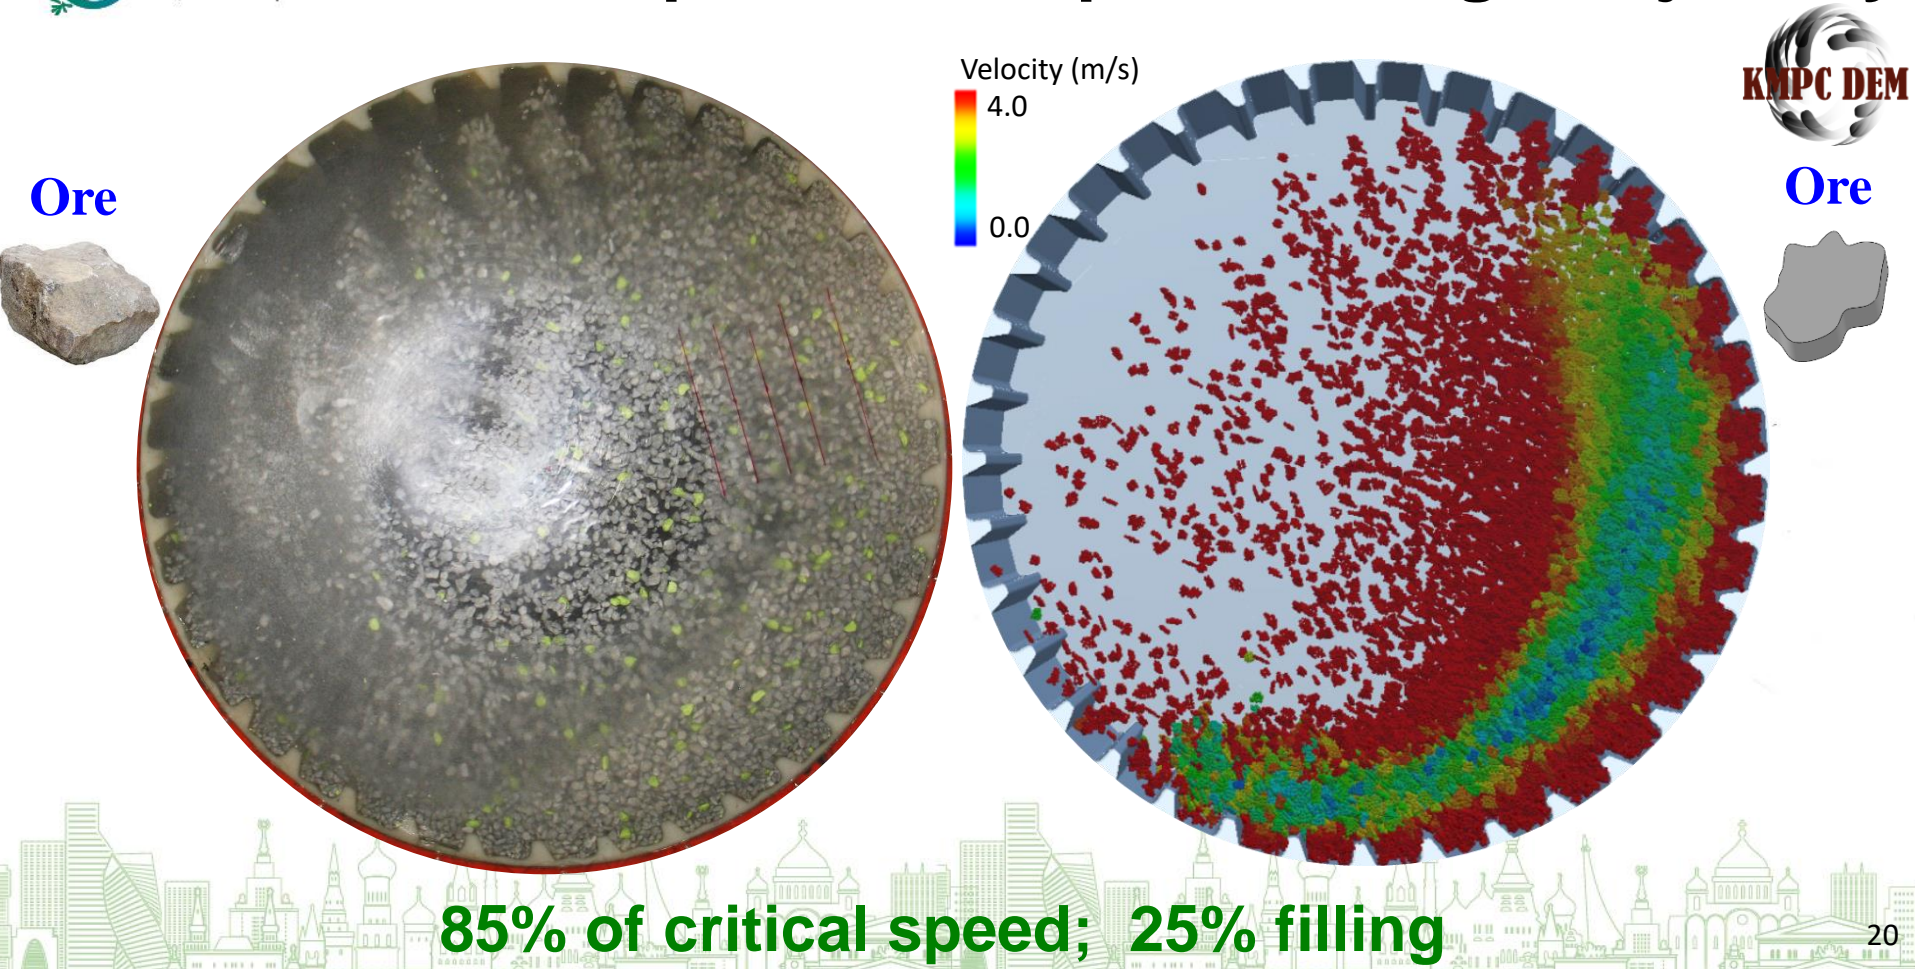 Velocity (m/s)
4.0
0.0
KMPC DEM
Ore
Ore
85% of critical speed; 25% filling
20